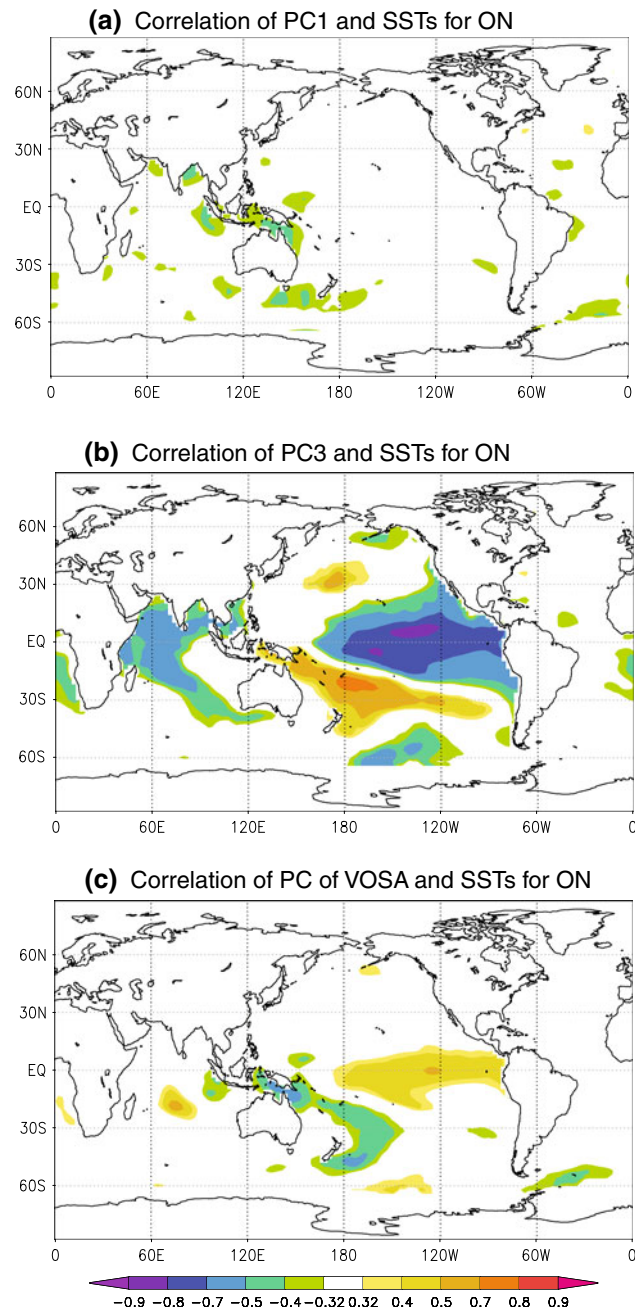 (a) Correlation of PC1 and SSTs for ON
60N
30N
EQ
30S
60S
0 60E 120E 180 120W 60W 0
(b) Correlation of PC3 and SSTs for ON
60N
30N
EQ
30S
60S
0 60E 120E 180 120W 60W 0
(c) Correlation of PC of VOSA and SSTs for ON
60N
30N
EQ
30S
60S
0 60E 120E 180 120W 60W 0
−0.9 −0.8 −0.7 −0.5 −0.4 −0.32 0.32 0.4 0.5 0.7 0.8 0.9